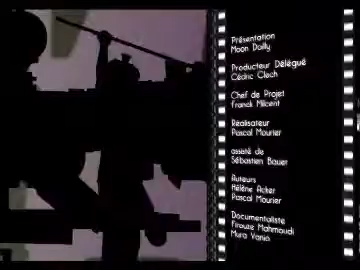 Présentation
Moon Dailly
Producteur Délégué
Cédric Clech
Chef de Projet
Franck Milcent
Réalisateur
Pascal Mourier
assisté de
Sébastien Bauer
Auteurs
Hélène Acker
Pascal Mourier
Documentaliste
Firouze Mahmoudi
Mura Vania